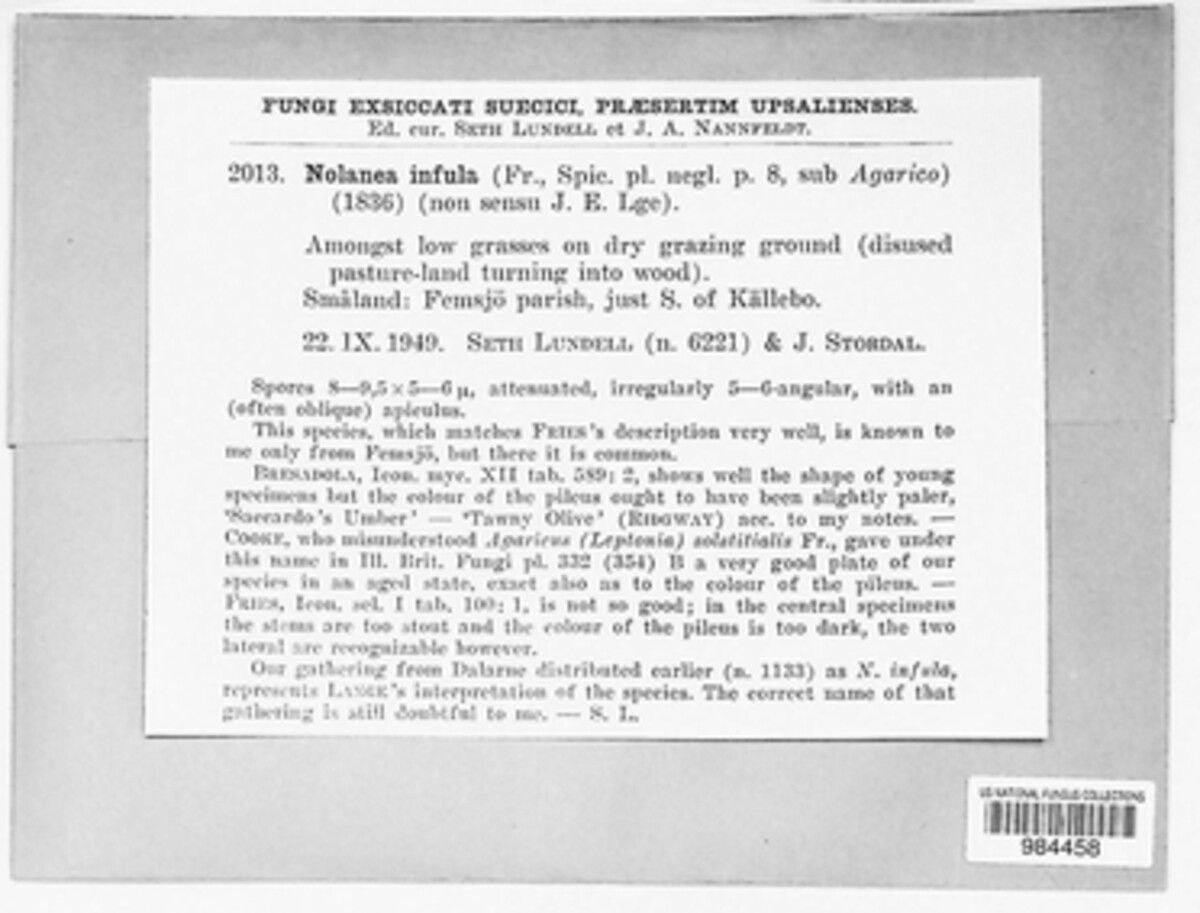 FUNGI EXSICCATI SUECICI, PRÆSERTIM UPSALIENSES.
Ed. cur. SETH LUNDELL et J. A. NANNFELDT.
2013. Nolanea infula (Fr., Spic. pl. negl. p. 8, sub Agarico)
(1836) (non sensu J. E. Lge).
Amongst low grasses on dry grazing ground (disused
pasture-land turning into wood).
Småland: Femsjö parish, just S. of Källebo.
22. IX. 1949. SETH LUNDELL (n. 6221) & J. STORDAL.
Spores 8—9,5 × 5—6 µ, attenuated, irregularly 5—6-angular, with an
(often oblique) apiculus.
This species, which matches FRIES's description very well, is known to
me only from Femsjö, but there it is common.
BRESADOLA, Icon. myc. XII tab. 589: 2, shows well the shape of young
specimens but the colour of the pileus ought to have been slightly paler,
'Saccardo's Umber' — 'Tawny Olive' (RIDGWAY) acc. to my notes. —
COOKE, who misunderstood Agaricus (Leptonia) solstitialis Fr., gave under
this name in Ill. Brit. Fungi pl. 332 (354) B a very good plate of our
species in an aged state, exact also as to the colour of the pileus. —
FRIES, Icon. sel. I tab. 100: 1, is not so good; in the central specimens
the stems are too stout and the colour of the pileus is too dark, the two
lateral are recognizable however.
Our gathering from Dalarne distributed earlier (n. 1133) as N. infula,
represents LANGE's interpretation of the species. The correct name of that
gathering is still doubtful to me. — S. L.
US NATIONAL FUNGUS COLLECTIONS
984458